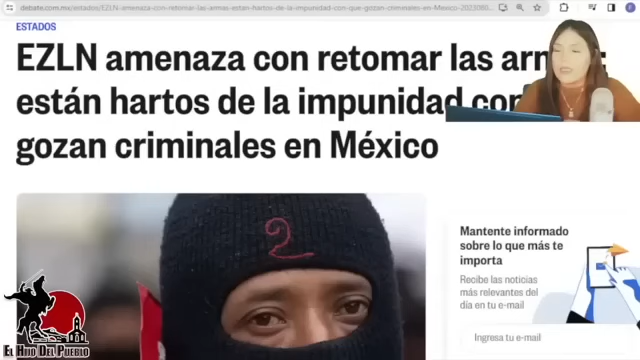 debate.com.mx/estados/EZLN-amenaza-con-retomar-las-armas-estan-hartos-de-la-impunidad-con-que-gozan-criminales-en-Mexico-2023080
ESTADOS
EZLN amenaza con retomar las
están hartos de la impunidad
gozan criminales en México
2
Mantente informado
sobre lo que más te
importa
Recibe las noticias
más relevantes del
día en tu e-mail
Ingresa tu e-mail
EL HIJO DEL PUEBLO